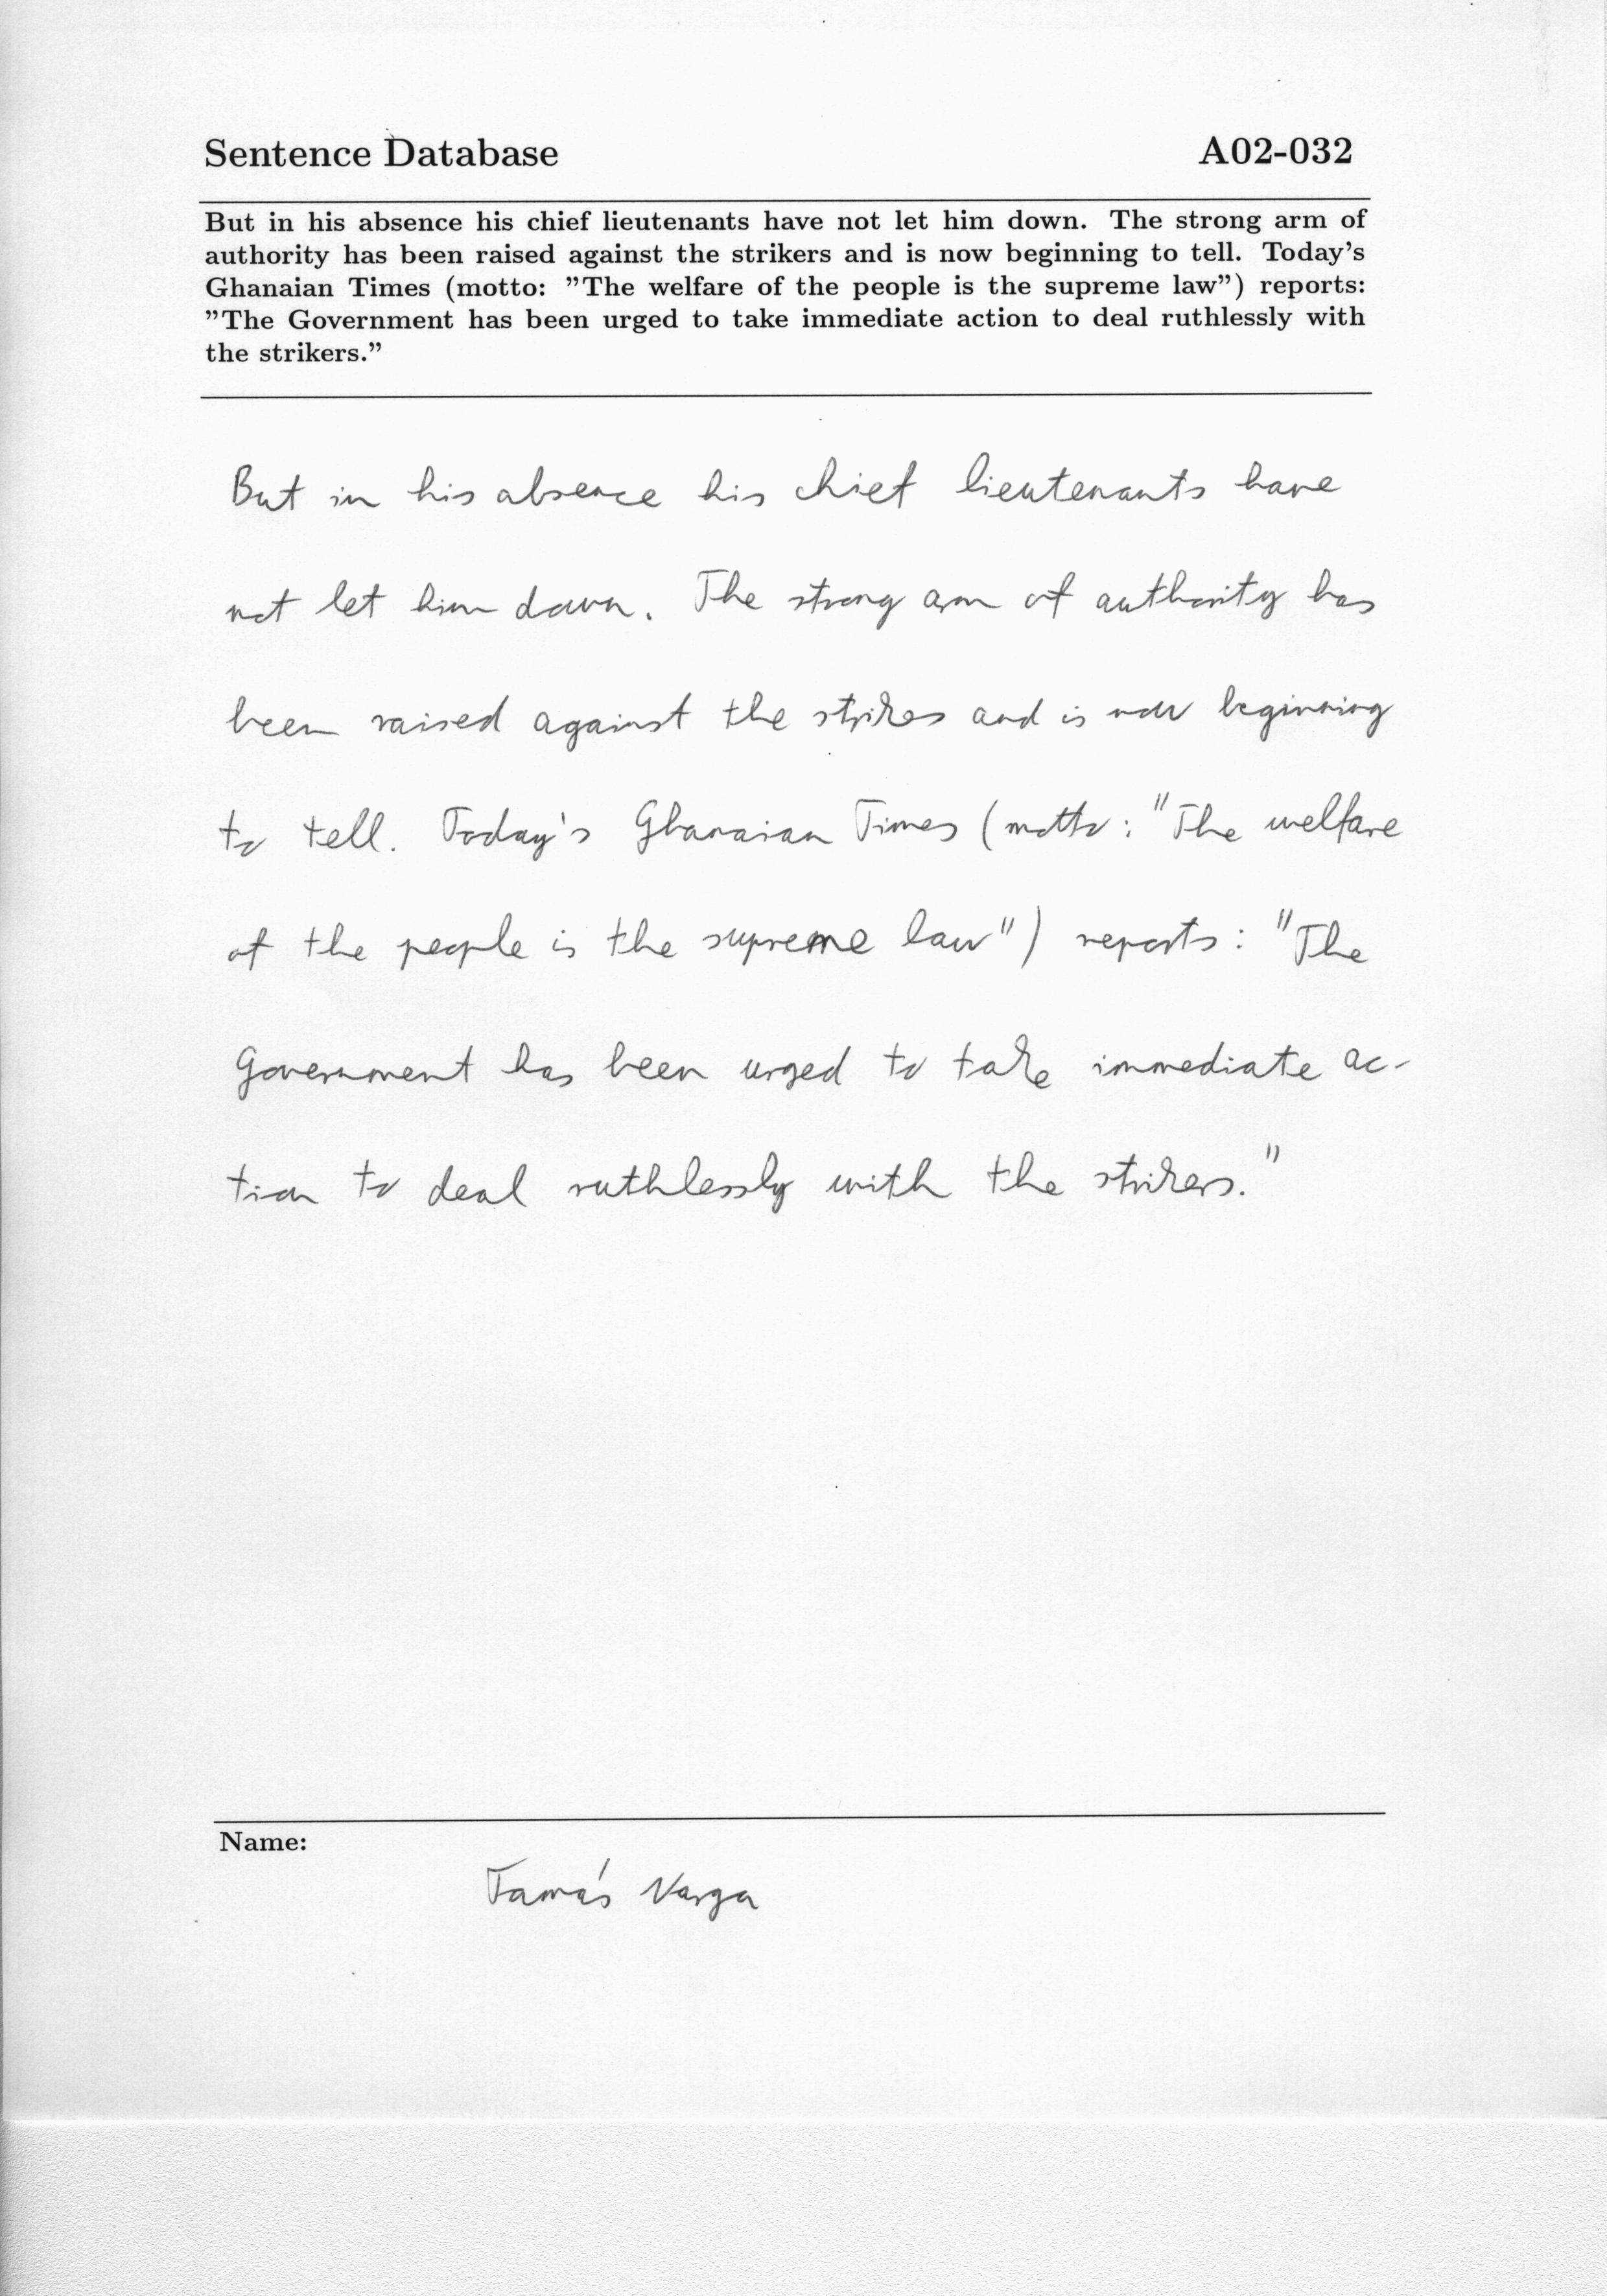 Sentence Database A02-032
But in his absence his chief lieutenants have not let him down. The strong arm of
authority has been raised against the strikers and is now beginning to tell. Today's
Ghanaian Times (motto: "The welfare of the people is the supreme law") reports:
"The Government has been urged to take immediate action to deal ruthlessly with
the strikers."
But in his absence his chief lieutenants have
not let him down. The strong arm of authority has
been raised against the strikes and is now beginning
to tell. Today's Ghanaian Times (motto: "The welfare
of the people is the supreme law") reports: "The
Government has been urged to take immediate ac-
tion to deal ruthlessly with the strikers."
Name:
Tamás Varga